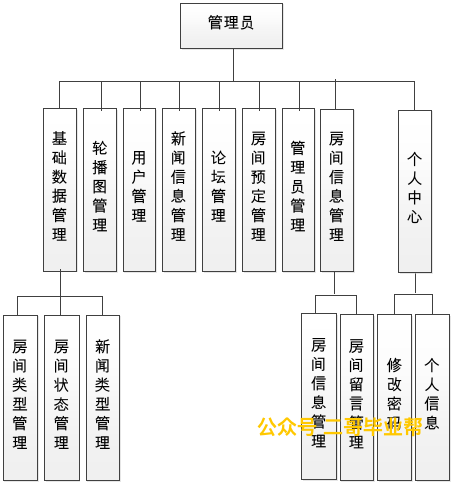 管理员
基础数据管理
轮播图管理
用户管理
新闻信息管理
论坛管理
房间预定管理
管理员管理
房间信息管理
个人中心
房间类型管理
房间状态管理
新闻类型管理
房间信息管理
房间留言管理
修改密码
个人信息
公众号 二哥毕业帮